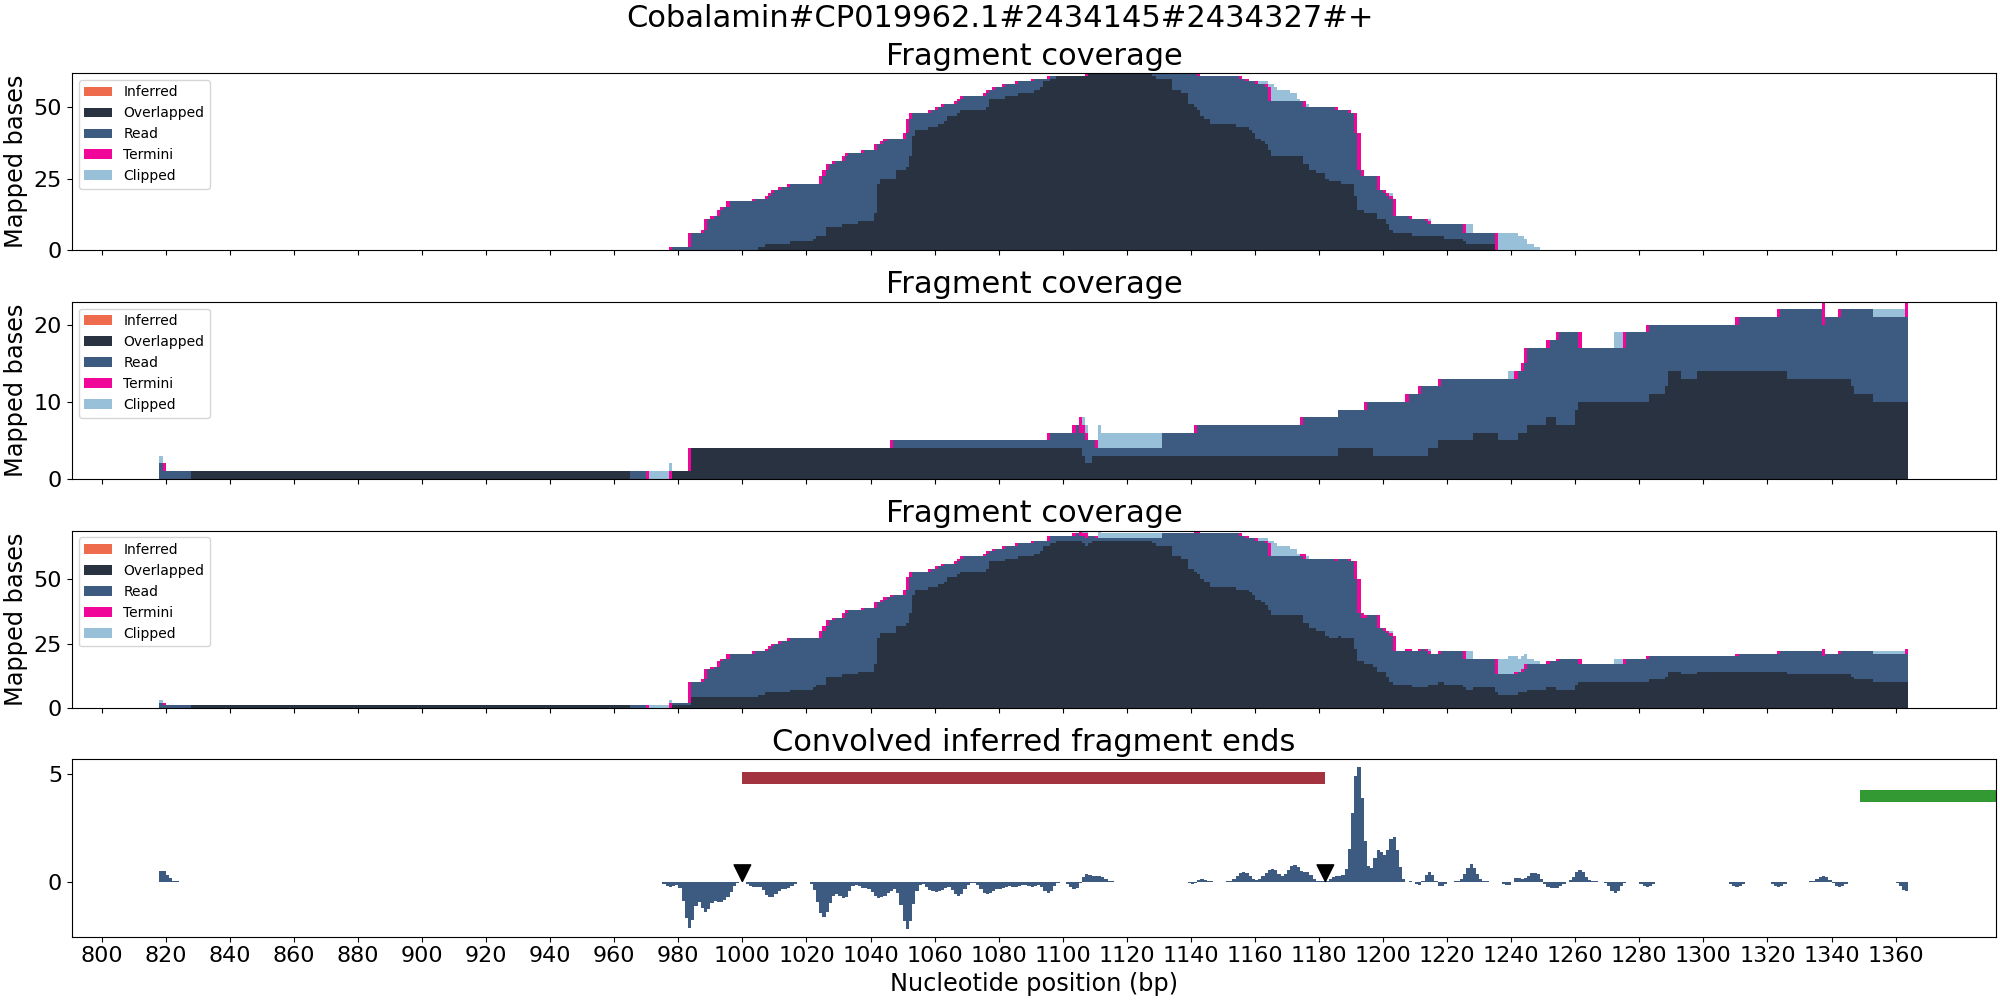 Cobalamin#CP019962.1#2434145#2434327#+
Fragment coverage
Mapped bases
50
25
0
Inferred
Overlapped
Read
Termini
Clipped
Fragment coverage
Mapped bases
20
10
0
Inferred
Overlapped
Read
Termini
Clipped
Fragment coverage
Mapped bases
50
25
0
Inferred
Overlapped
Read
Termini
Clipped
Convolved inferred fragment ends
5
0
800 820 840 860 880 900 920 940 960 980 1000 1020 1040 1060 1080 1100 1120 1140 1160 1180 1200 1220 1240 1260 1280 1300 1320 1340 1360
Nucleotide position (bp)